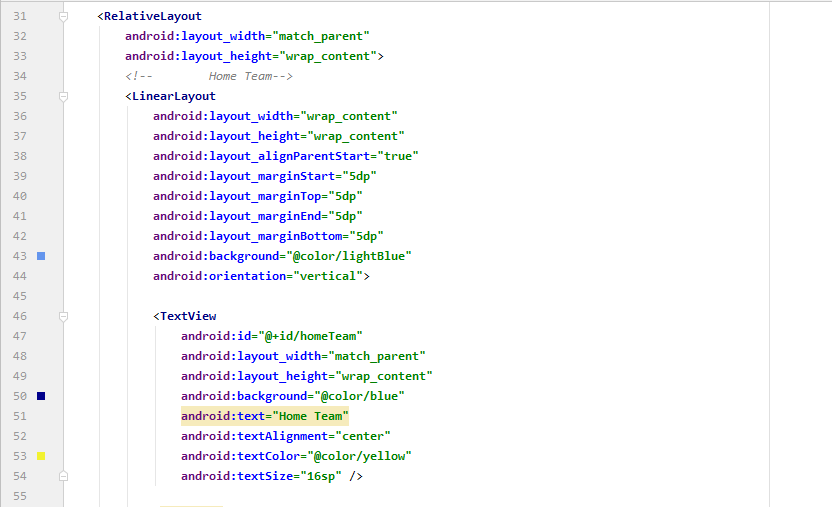 31 <RelativeLayout
32 android:layout_width="match_parent"
33 android:layout_height="wrap_content">
34 <!-- Home Team-->
35 <LinearLayout
36 android:layout_width="wrap_content"
37 android:layout_height="wrap_content"
38 android:layout_alignParentStart="true"
39 android:layout_marginStart="5dp"
40 android:layout_marginTop="5dp"
41 android:layout_marginEnd="5dp"
42 android:layout_marginBottom="5dp"
43 android:background="@color/lightBlue"
44 android:orientation="vertical">
45
46 <TextView
47 android:id="@+id/homeTeam"
48 android:layout_width="match_parent"
49 android:layout_height="wrap_content"
50 android:background="@color/blue"
51 android:text="Home Team"
52 android:textAlignment="center"
53 android:textColor="@color/yellow"
54 android:textSize="16sp" />
55